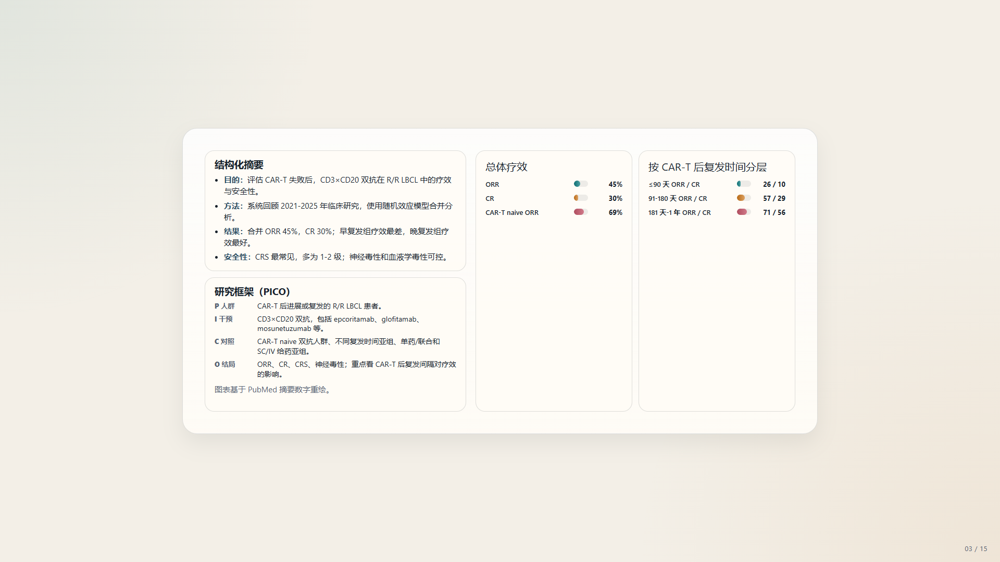 结构化摘要
• 目的：评估 CAR-T 失败后，CD3×CD20 双抗在 R/R LBCL 中的疗效
与安全性。
• 方法：系统回顾 2021-2025 年临床研究，使用随机效应模型合并分
析。
• 结果：合并 ORR 45%，CR 30%；早复发组疗效最差，晚复发组疗
效最好。
• 安全性：CRS 最常见，多为 1-2 级；神经毒性和血液学毒性可控。
研究框架（PICO）
P 人群 CAR-T 后进展或复发的 R/R LBCL 患者。
I 干预 CD3×CD20 双抗，包括 epcoritamab、glofitamab、
mosunetuzumab 等。
C 对照 CAR-T naive 双抗人群、不同复发时间亚组、单药/联合和
SC/IV 给药亚组。
O 结局 ORR、CR、CRS、神经毒性；重点看 CAR-T 后复发间隔对疗效
的影响。
图表基于 PubMed 摘要数字重绘。
总体疗效
ORR 45%
CR 30%
CAR-T naive ORR 69%
按 CAR-T 后复发时间分层
≤90 天 ORR / CR 26 / 10
91-180 天 ORR / CR 57 / 29
181 天-1 年 ORR / CR 71 / 56
03 / 15